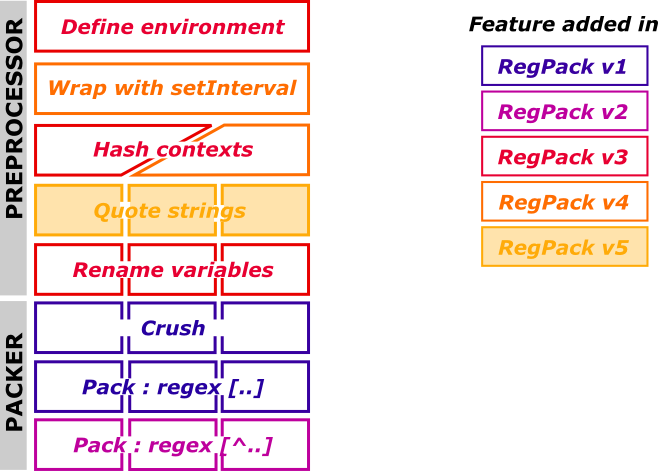 PREPROCESSOR
Define environment
Wrap with setInterval
Hash contexts
Quote strings
Rename variables
PACKER
Crush
Pack : regex [..]
Pack : regex [^..]
Feature added in
RegPack v1
RegPack v2
RegPack v3
RegPack v4
RegPack v5